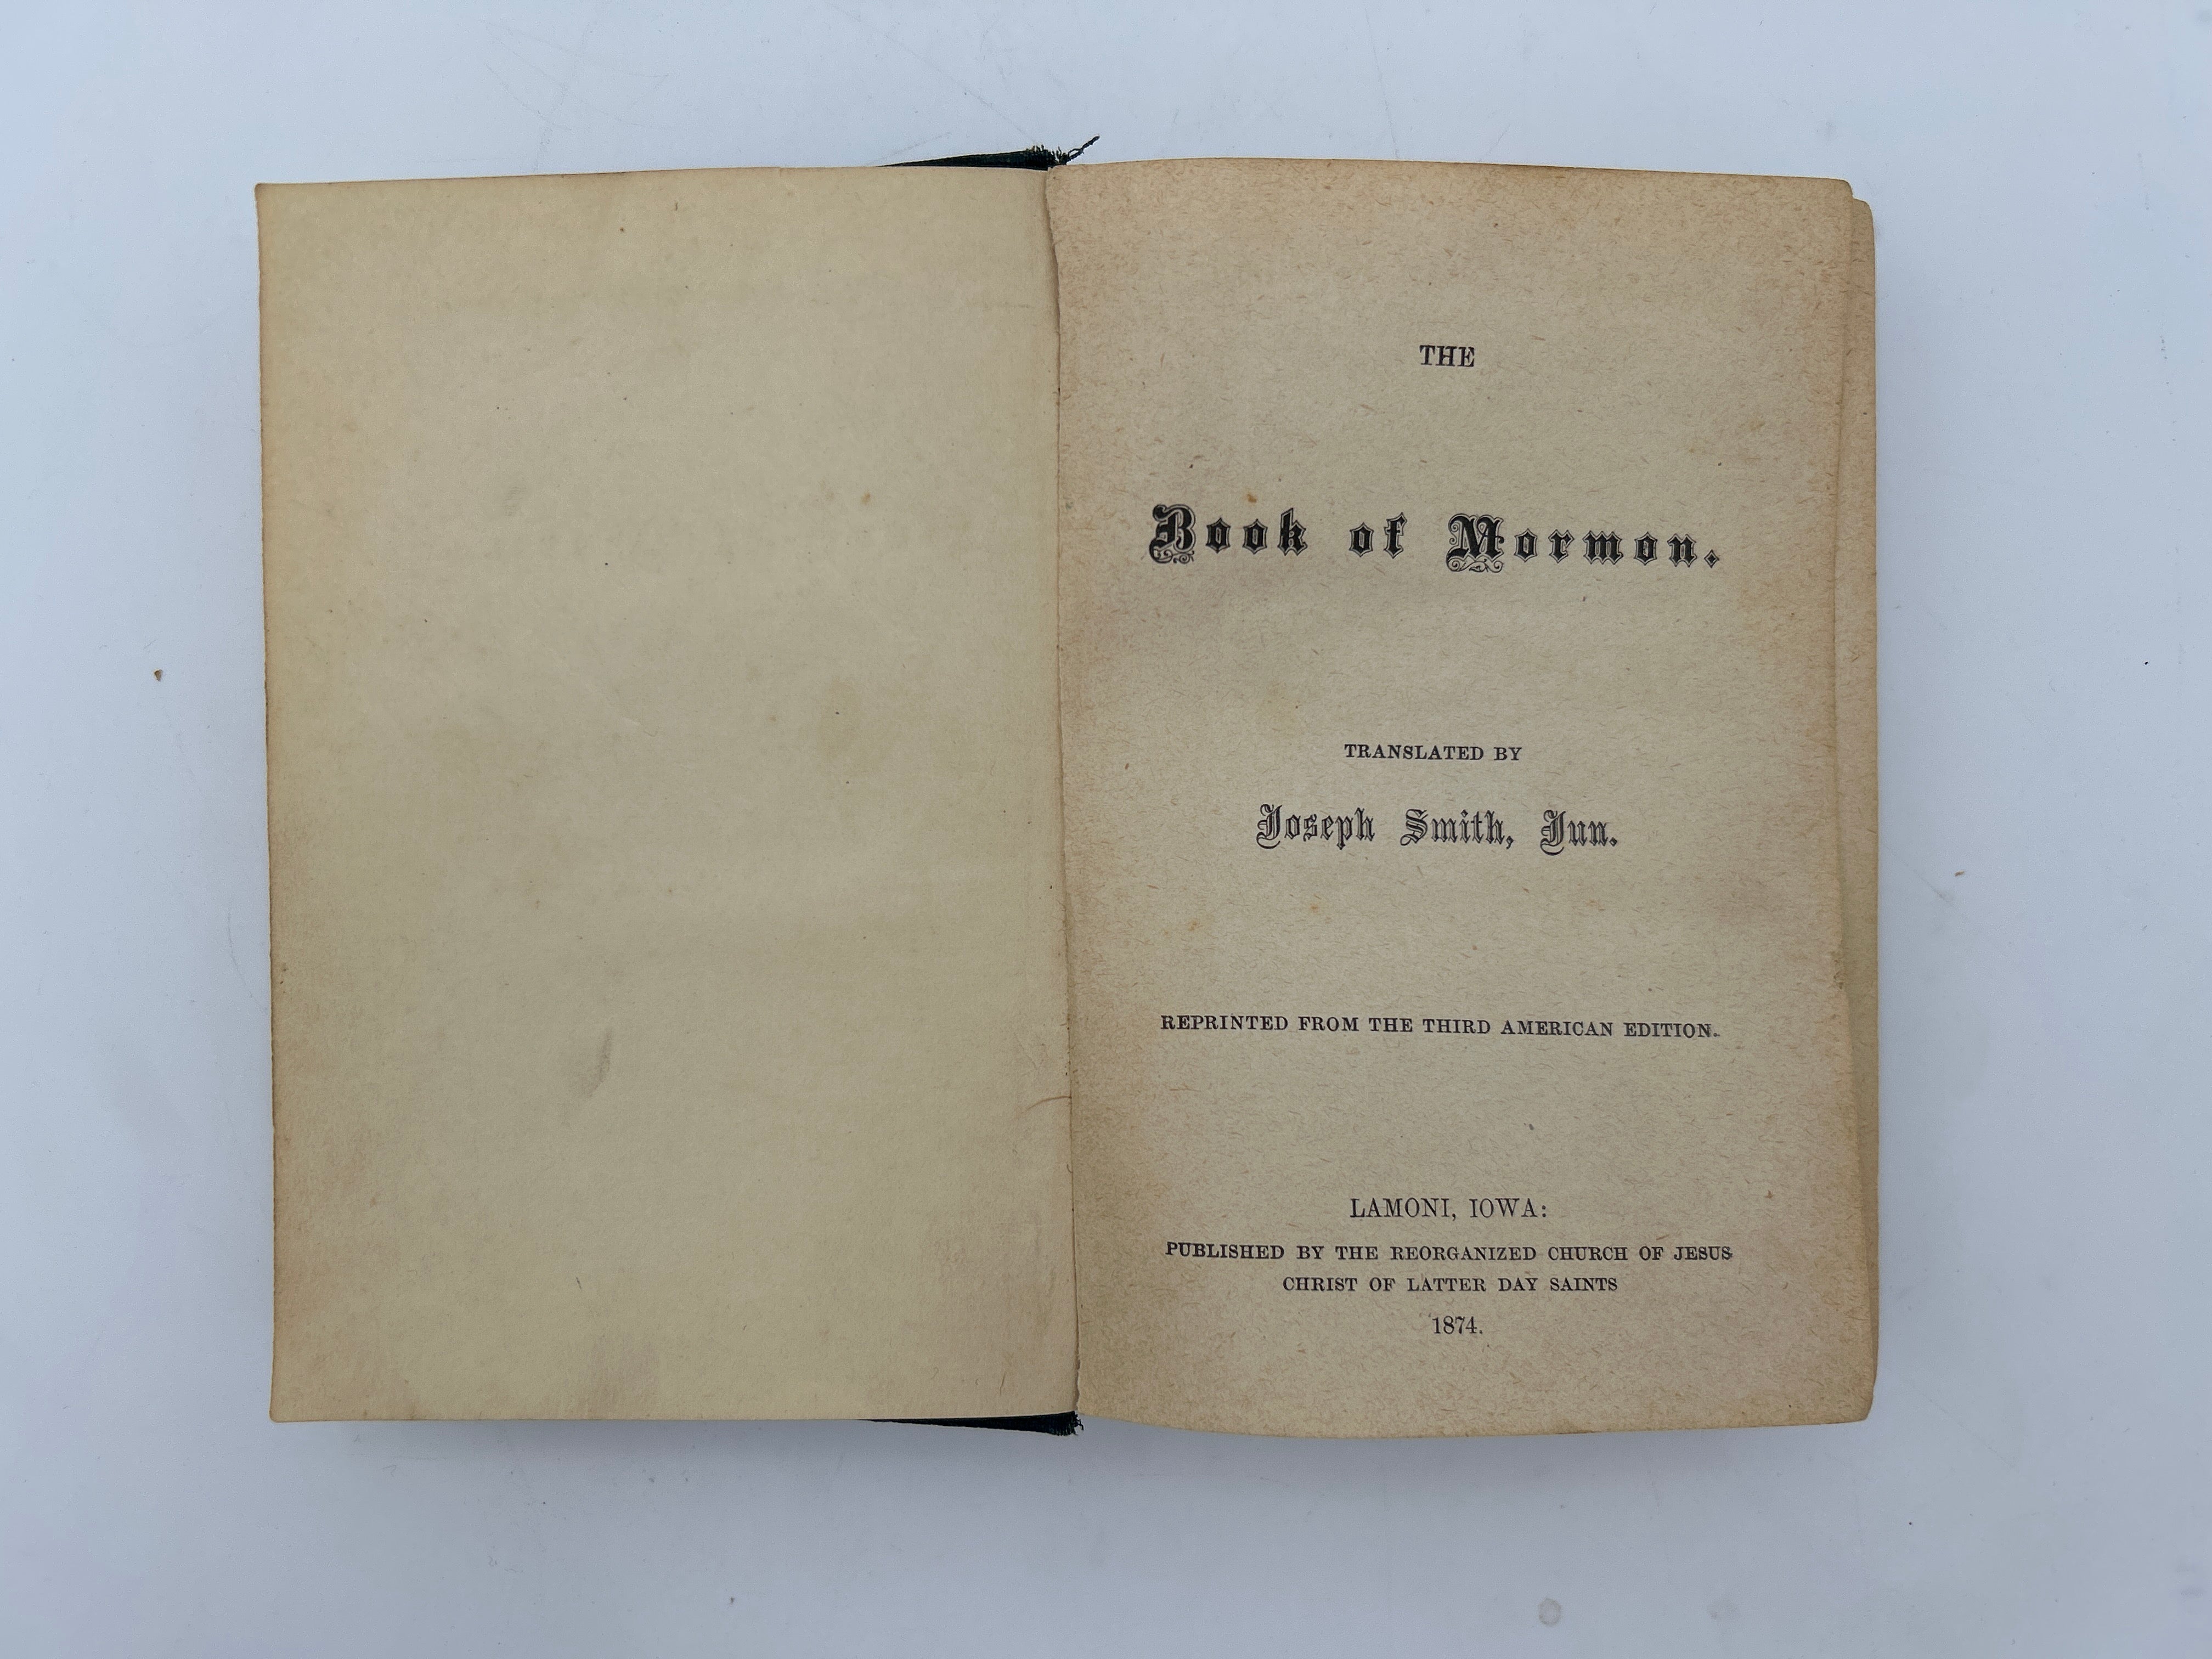 THE
Book of Mormon.
TRANSLATED BY
Joseph Smith, Jun.
REPRINTED FROM THE THIRD AMERICAN EDITION.
LAMONI, IOWA:
PUBLISHED BY THE REORGANIZED CHURCH OF JESUS
CHRIST OF LATTER DAY SAINTS
1874.